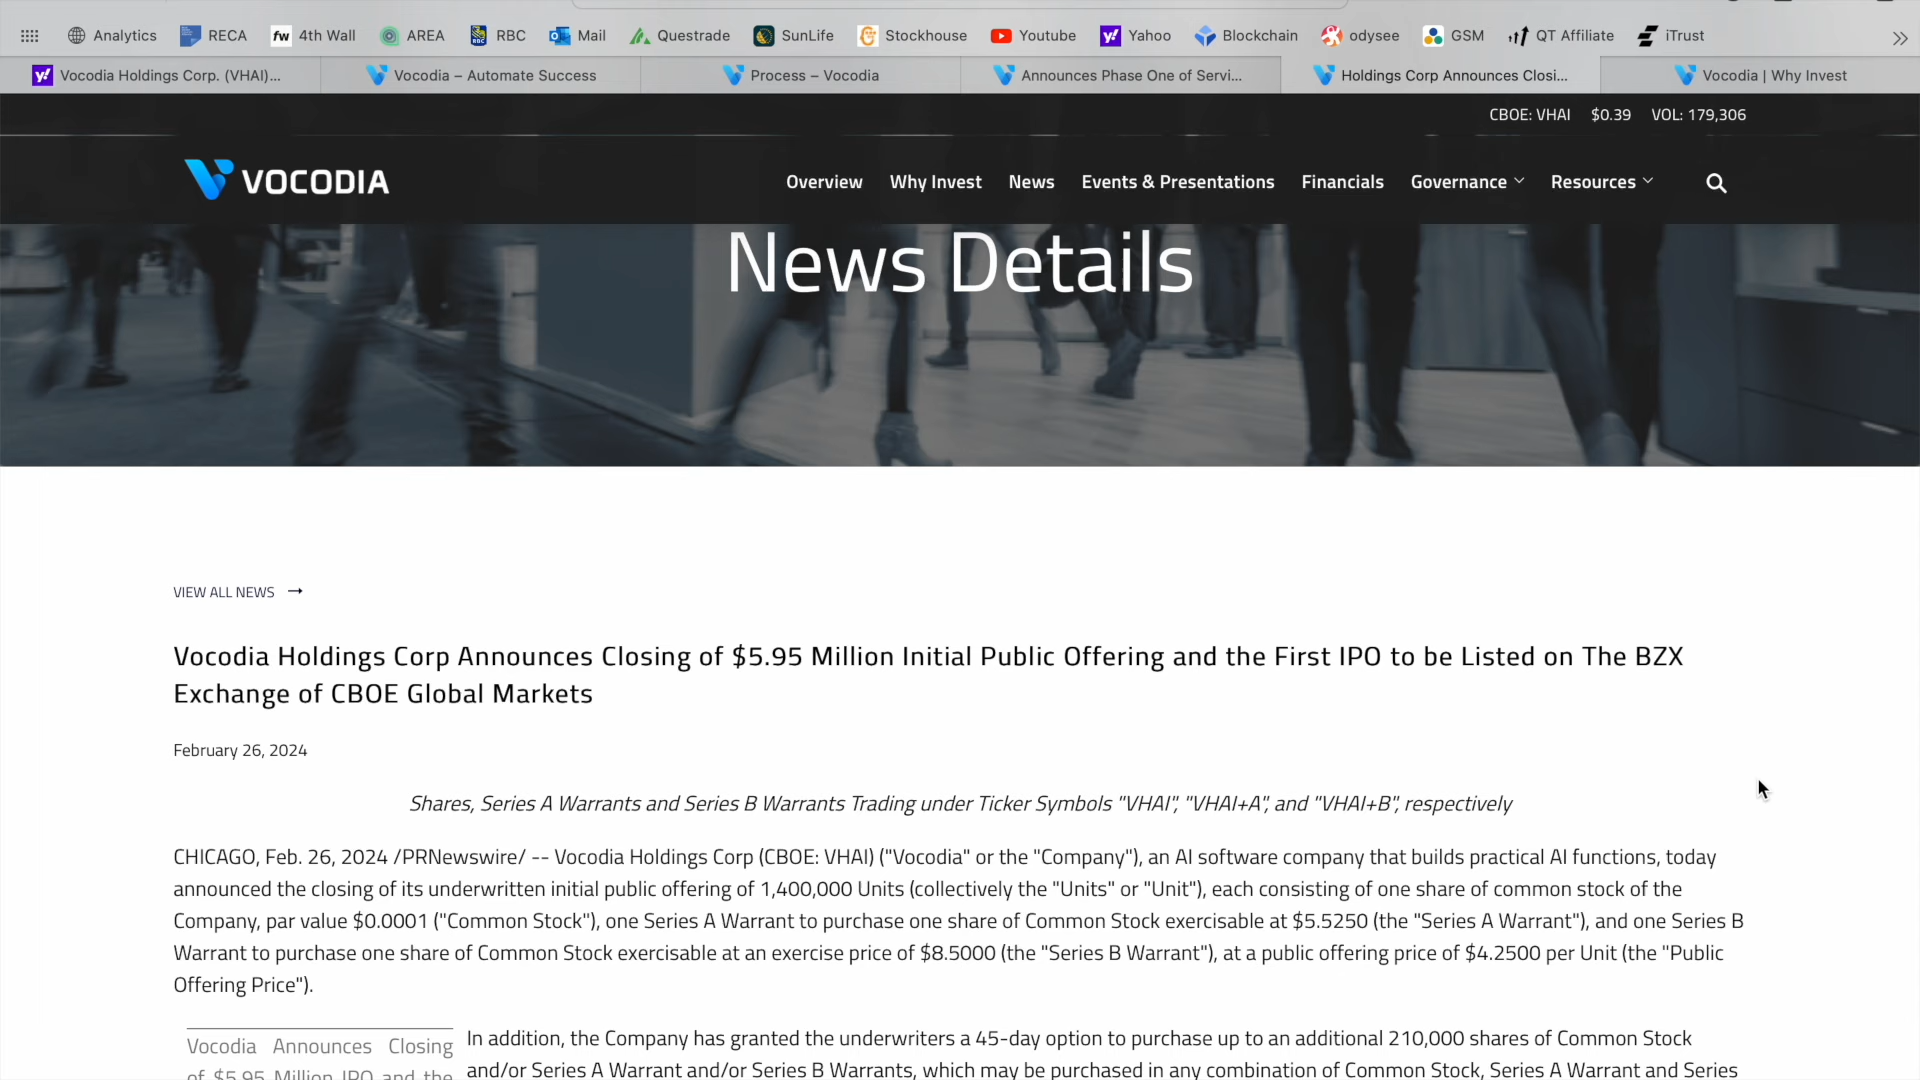 Analytics RECA fw 4th Wall AREA RBC Mail Questrade SunLife Stockhouse Youtube y! Yahoo Blockchain odysee GSM QT Affiliate iTrust
y! Vocodia Holdings Corp. (VHAI)... Vocodia – Automate Success Process – Vocodia Announces Phase One of Servi... Holdings Corp Announces Closi... Vocodia | Why Invest
CBOE: VHAI $0.39 VOL: 179,306
VOCODIA Overview Why Invest News Events & Presentations Financials Governance Resources
News Details
VIEW ALL NEWS →
Vocodia Holdings Corp Announces Closing of $5.95 Million Initial Public Offering and the First IPO to be Listed on The BZX
Exchange of CBOE Global Markets
February 26, 2024
Shares, Series A Warrants and Series B Warrants Trading under Ticker Symbols "VHAI", "VHAI+A", and "VHAI+B", respectively
CHICAGO, Feb. 26, 2024 /PRNewswire/ -- Vocodia Holdings Corp (CBOE: VHAI) ("Vocodia" or the "Company"), an AI software company that builds practical AI functions, today
announced the closing of its underwritten initial public offering of 1,400,000 Units (collectively the "Units" or "Unit"), each consisting of one share of common stock of the
Company, par value $0.0001 ("Common Stock"), one Series A Warrant to purchase one share of Common Stock exercisable at $5.5250 (the "Series A Warrant"), and one Series B
Warrant to purchase one share of Common Stock exercisable at an exercise price of $8.5000 (the "Series B Warrant"), at a public offering price of $4.2500 per Unit (the "Public
Offering Price").
Vocodia Announces Closing
of $5.95 Million IPO and the
In addition, the Company has granted the underwriters a 45-day option to purchase up to an additional 210,000 shares of Common Stock
and/or Series A Warrant and/or Series B Warrants, which may be purchased in any combination of Common Stock, Series A Warrant and Series